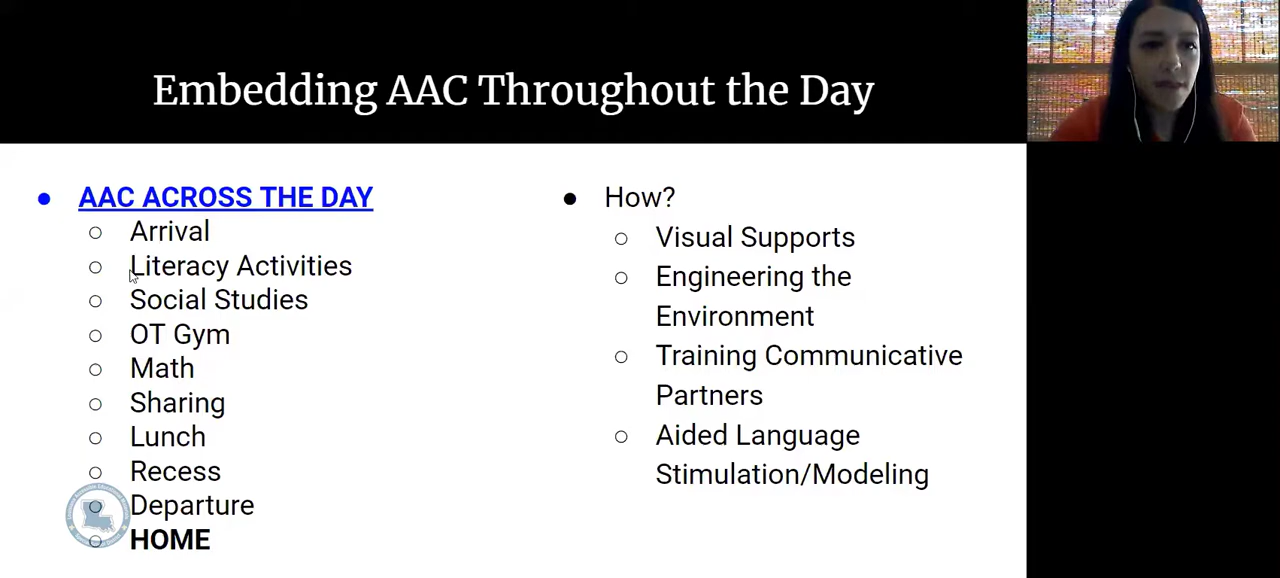 Embedding AAC Throughout the Day
AAC ACROSS THE DAY
Arrival
Literacy Activities
Social Studies
OT Gym
Math
Sharing
Lunch
Recess
Departure
HOME
How?
Visual Supports
Engineering the
Environment
Training Communicative
Partners
Aided Language
Stimulation/Modeling